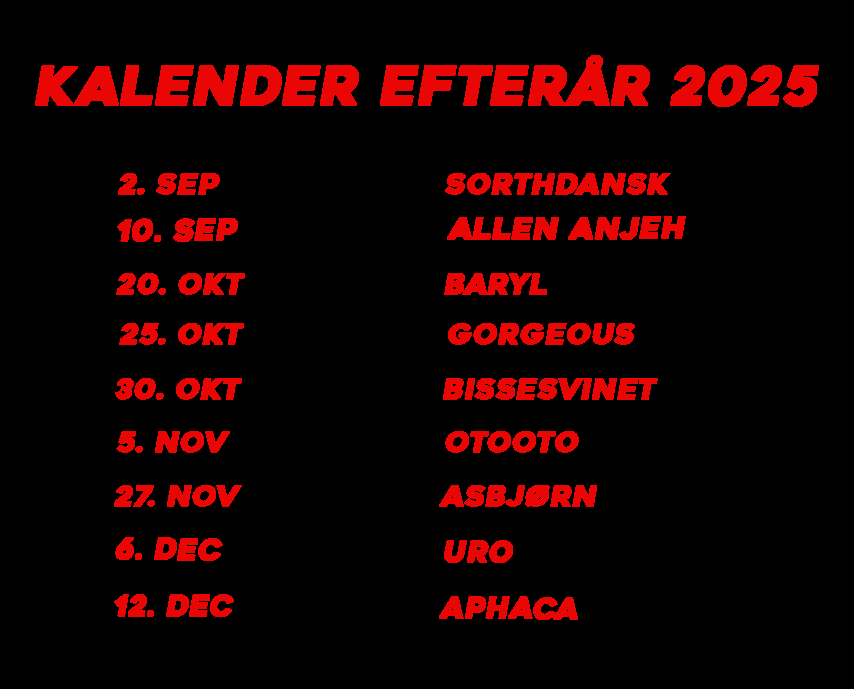 KALENDER EFTERÅR 2025
2. SEP SORTHDANSK
10. SEP ALLEN ANJEH
20. OKT BARYL
25. OKT GORGEOUS
30. OKT BISSESVINET
5. NOV OTOOTO
27. NOV ASBJØRN
6. DEC URO
12. DEC APHACA